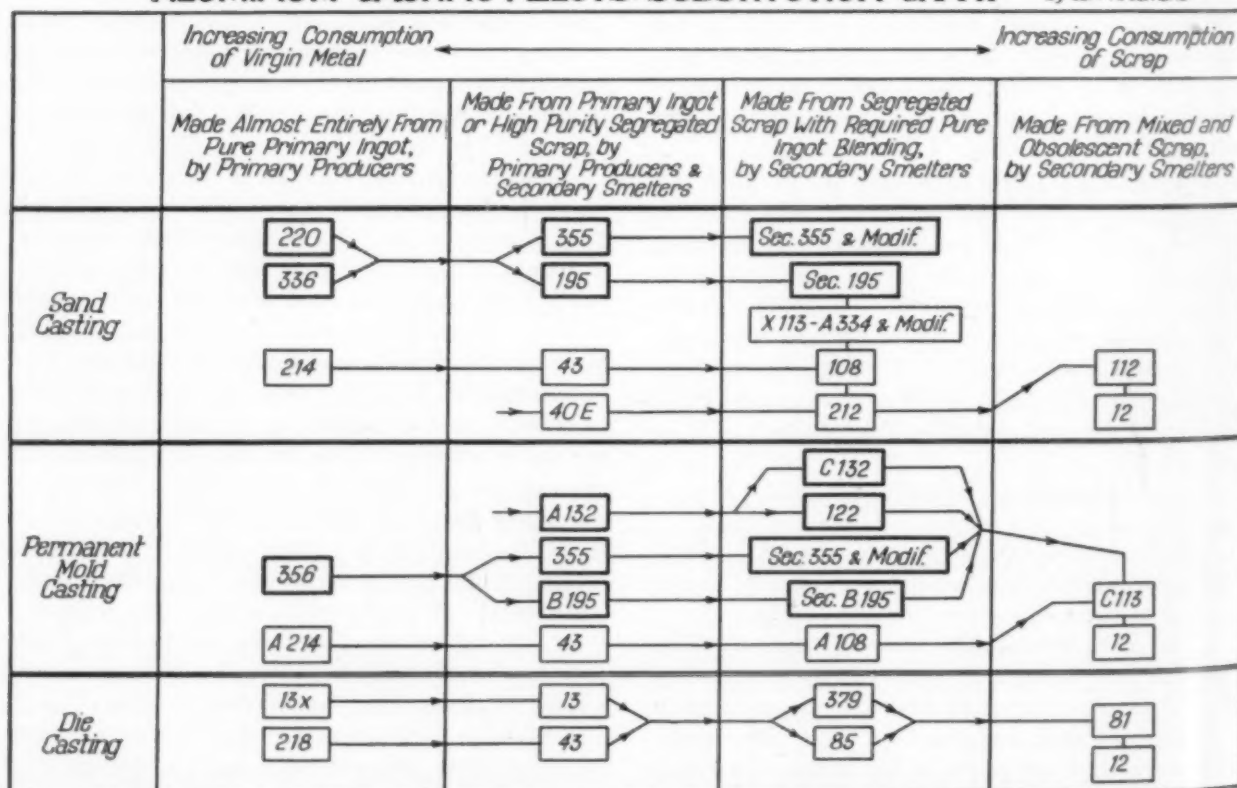 Increasing Consumption
of Virgin Metal
Increasing Consumption
of Scrap
Made Almost Entirely From
Pure Primary Ingot,
by Primary Producers
Made From Primary Ingot
or High Purity Segregated
Scrap, by
Primary Producers &
Secondary Smelters
Made From Segregated
Scrap With Required Pure
Ingot Blending,
by Secondary Smelters
Made From Mixed and
Obsolescent Scrap,
by Secondary Smelters
Sand
Casting
220
336
214
355
195
43
40 E
Sec. 355 & Modif.
Sec. 195
X 113 - A 334 & Modif.
108
212
112
12
Permanent
Mold
Casting
356
A 214
A 132
355
B 195
43
C 132
122
Sec. 355 & Modif.
Sec. B 195
A 108
C 113
12
Die
Casting
13x
218
13
43
379
85
81
12